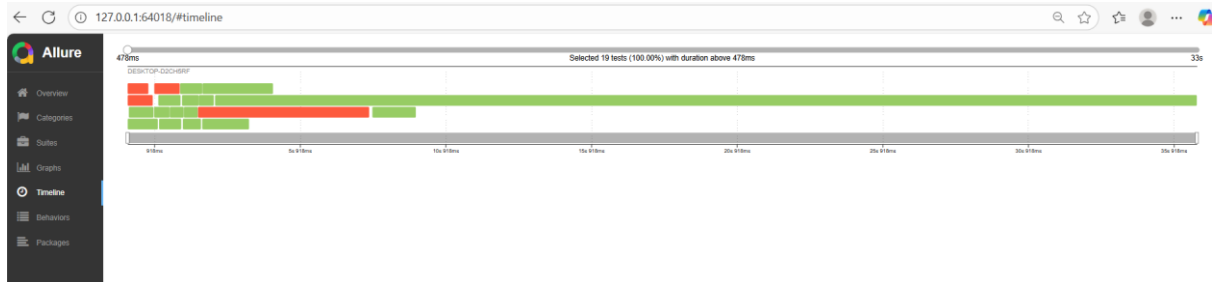 127.0.0.1:64018/#timeline
Allure
478ms Selected 19 tests (100.00%) with duration above 478ms 33s
DESKTOP-D2CH6RF
Overview
Categories
Suites
918ms 5s 918ms 10s 918ms 15s 918ms 20s 918ms 25s 918ms 30s 918ms 35s 918ms
Graphs
Timeline
Behaviors
Packages